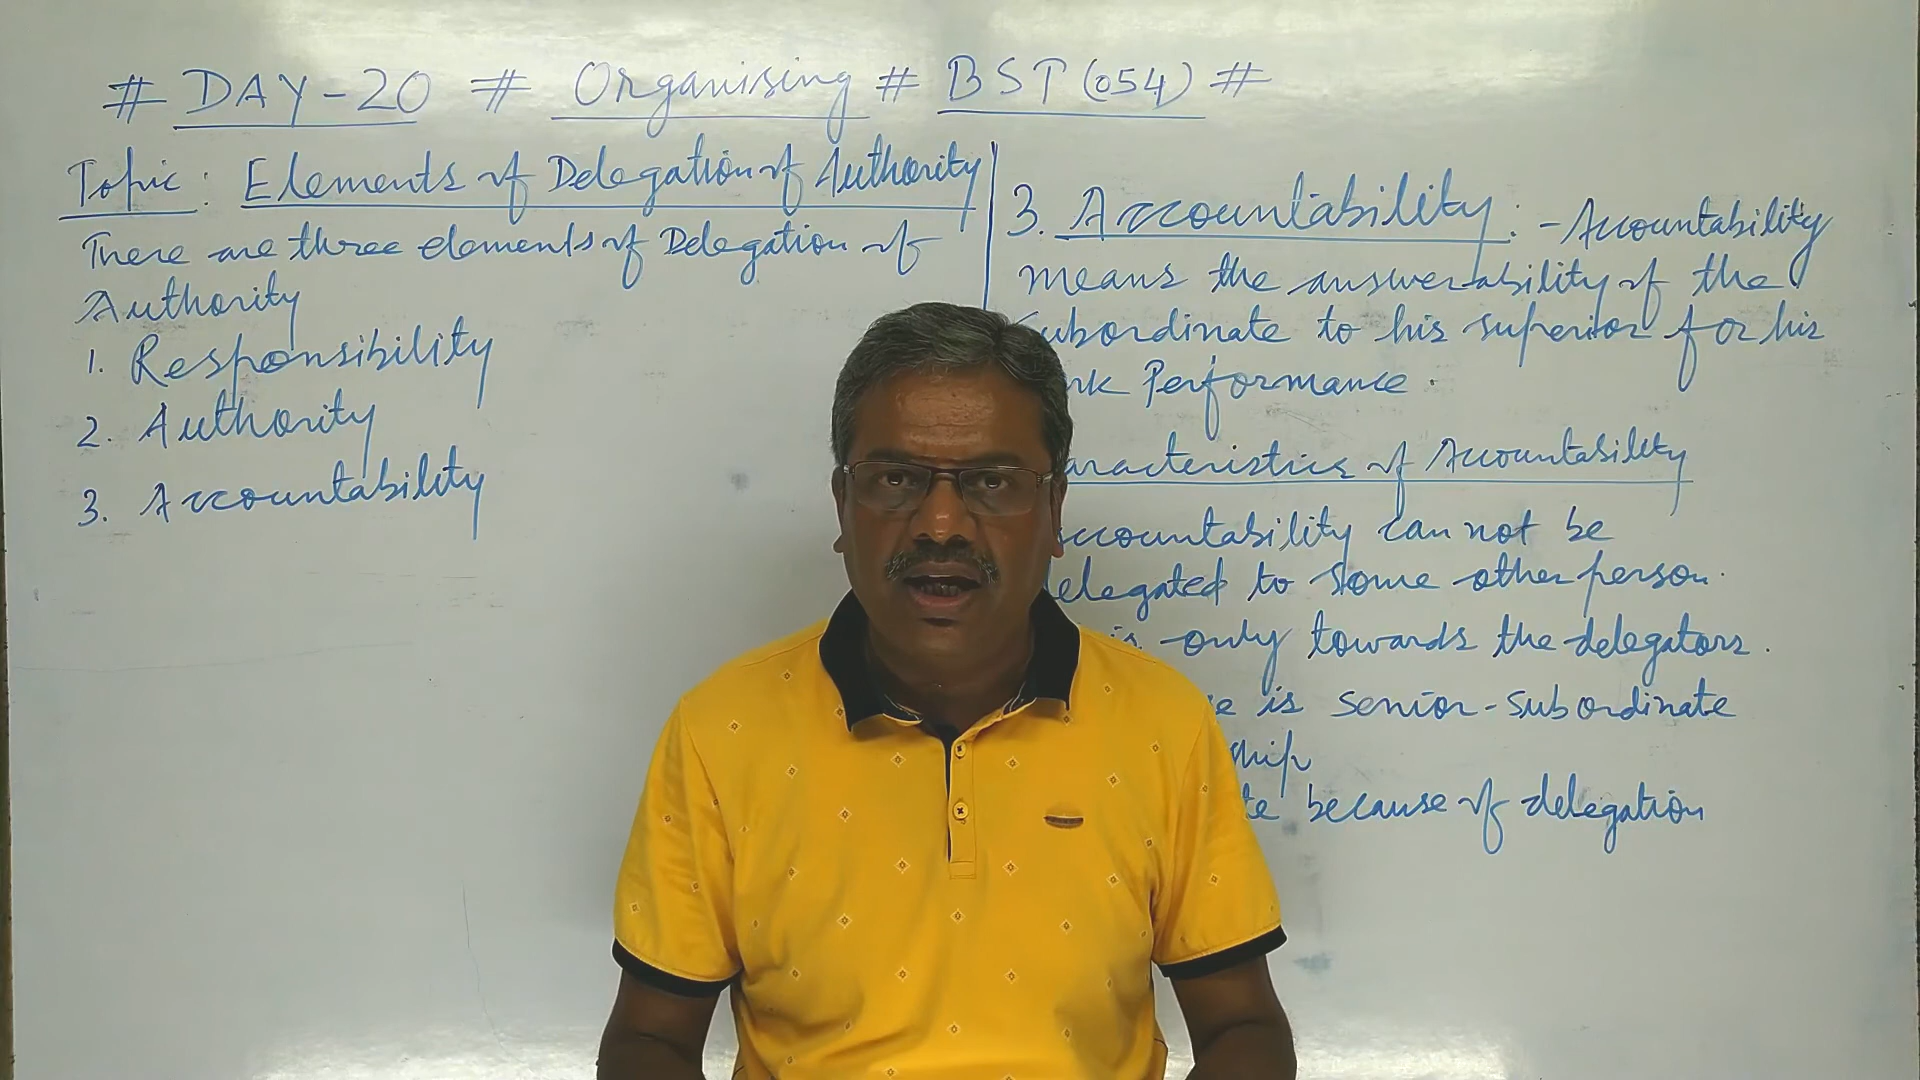 # DAY-20 # Organising # BST (054) #
Topic: Elements of Delegation of Authority
There are three elements of Delegation of
Authority
1. Responsibility
2. Authority
3. Accountability
3. Accountability: - Accountability
means the answerability of the
subordinate to his superior for his
Performance.
of Accountability
can not be
to some other person.
is only towards the delegators.
is senior-subordinate
because of delegation